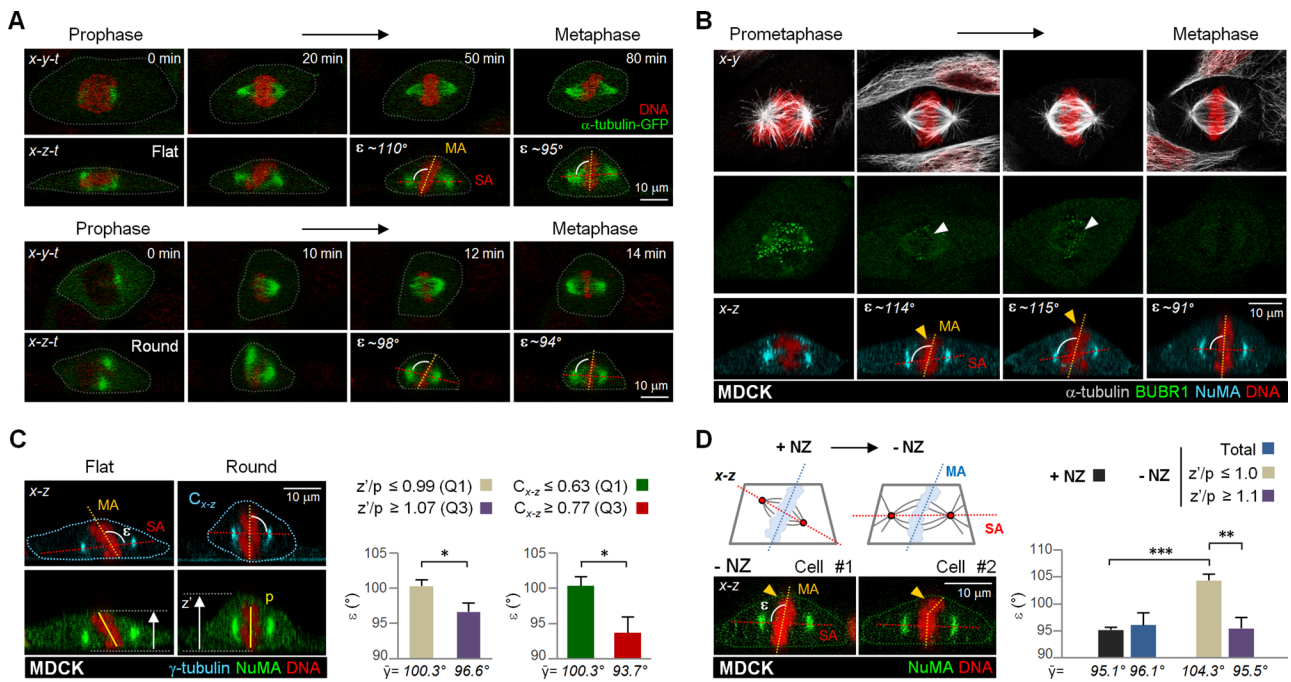 A
Prophase
Metaphase
x-y-t
0 min
20 min
50 min
80 min
DNA
α-tubulin-GFP
x-z-t
Flat
ε ~110°
MA
SA
ε ~95°
10 μm
Prophase
Metaphase
x-y-t
0 min
10 min
12 min
14 min
x-z-t
Round
ε ~98°
ε ~94°
10 μm
B
Prometaphase
Metaphase
x-y
x-z
ε ~114°
MA
SA
ε ~115°
ε ~91°
10 μm
MDCK
α-tubulin BUBR1 NuMA DNA
C
Flat
Round
x-z
MA
SA
ε
C x-z
10 μm
z'
p
MDCK
γ-tubulin NuMA DNA
z'/p ≤ 0.99 (Q1)
z'/p ≥ 1.07 (Q3)
C x-z ≤ 0.63 (Q1)
C x-z ≥ 0.77 (Q3)
*
*
105
100
95
90
ε (°)
ȳ= 100.3° 96.6°
105
100
95
90
ε (°)
ȳ= 100.3° 93.7°
D
+ NZ
- NZ
x-z
MA
SA
- NZ
Cell #1
Cell #2
x-z
MA
ε
SA
10 μm
MDCK
NuMA DNA
+ NZ
- NZ
Total
z'/p ≤ 1.0
z'/p ≥ 1.1
***
**
110
105
100
95
90
ε (°)
ȳ= 95.1° 96.1° 104.3° 95.5°